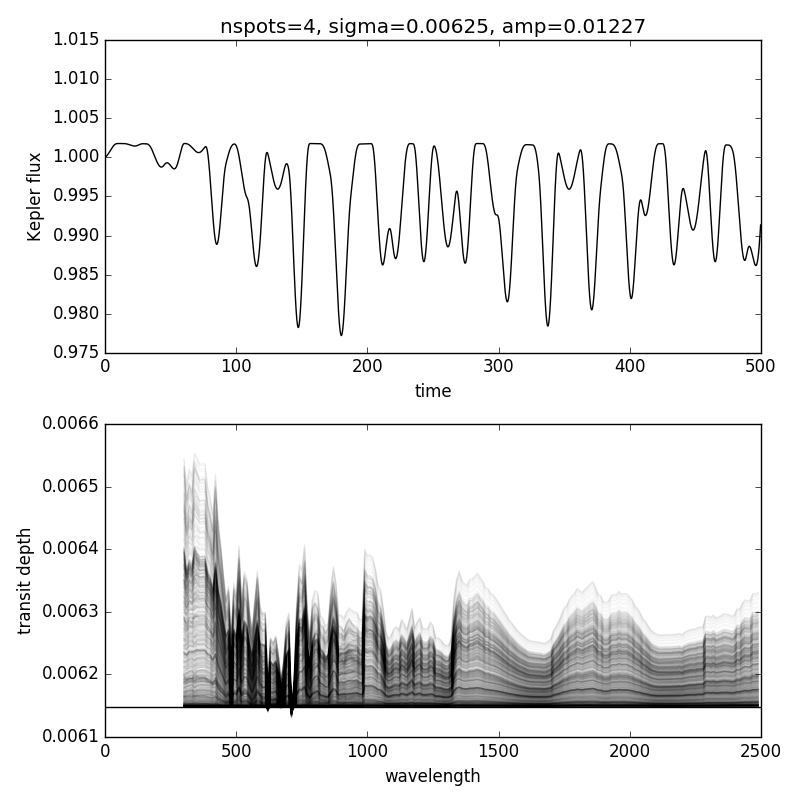 nspots=4, sigma=0.00625, amp=0.01227
1.015
1.010
1.005
1.000
0.995
0.990
0.985
0.980
0.975
Kepler flux
0 100 200 300 400 500
time
0.0066
0.0065
0.0064
0.0063
0.0062
0.0061
transit depth
0 500 1000 1500 2000 2500
wavelength